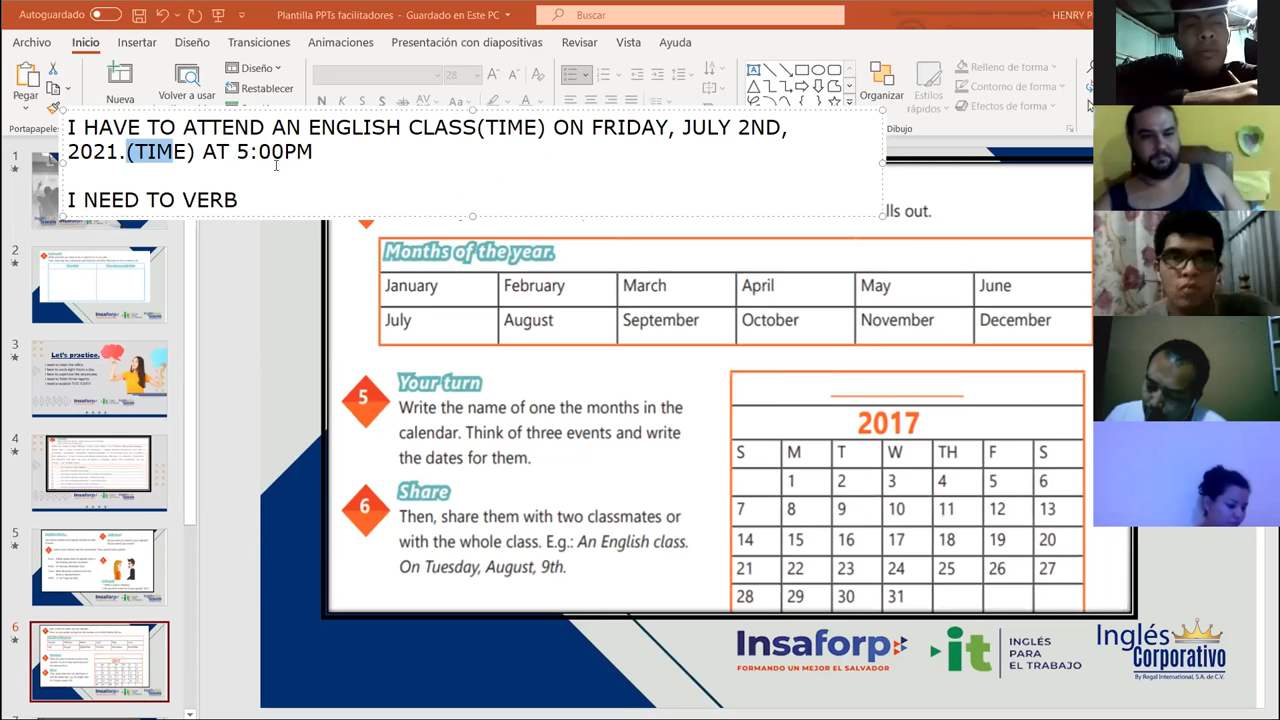 Autoguardado
Plantilla PPTs facilitadores - Guardado en Este PC
Buscar
HENRY P
Archivo Inicio Insertar Diseño Transiciones Animaciones Presentación con diapositivas Revisar Vista Ayuda
Pegar
Nueva
Volver a usar
Diseño
Restablecer
28
N K S
Organizar
Estilos rápidos
Relleno de forma
Contorno de forma
Efectos de forma
Portapapeles
Dibujo
I HAVE TO ATTEND AN ENGLISH CLASS(TIME) ON FRIDAY, JULY 2ND,
2021.(TIME) AT 5:00PM
I NEED TO VERB
lls out.
Months of the year.
January February March April May June
July August September October November December
5 Your turn
Write the name of one the months in the
calendar. Think of three events and write
the dates for them.
6 Share
Then, share them with two classmates or
with the whole class. E.g.: An English class.
On Tuesday, August, 9th.
2017
S M T W TH F S
1 2 3 4 5 6
7 8 9 10 11 12 13
14 15 16 17 18 19 20
21 22 23 24 25 26 27
28 29 30 31
1
2
3
Let's practice.
4
5
6
Insaforp
FORMANDO UN MEJOR EL SALVADOR
it
INGLÉS
PARA
EL TRABAJO
Inglés
Corporativo
By Regal International, S.A. de C.V.